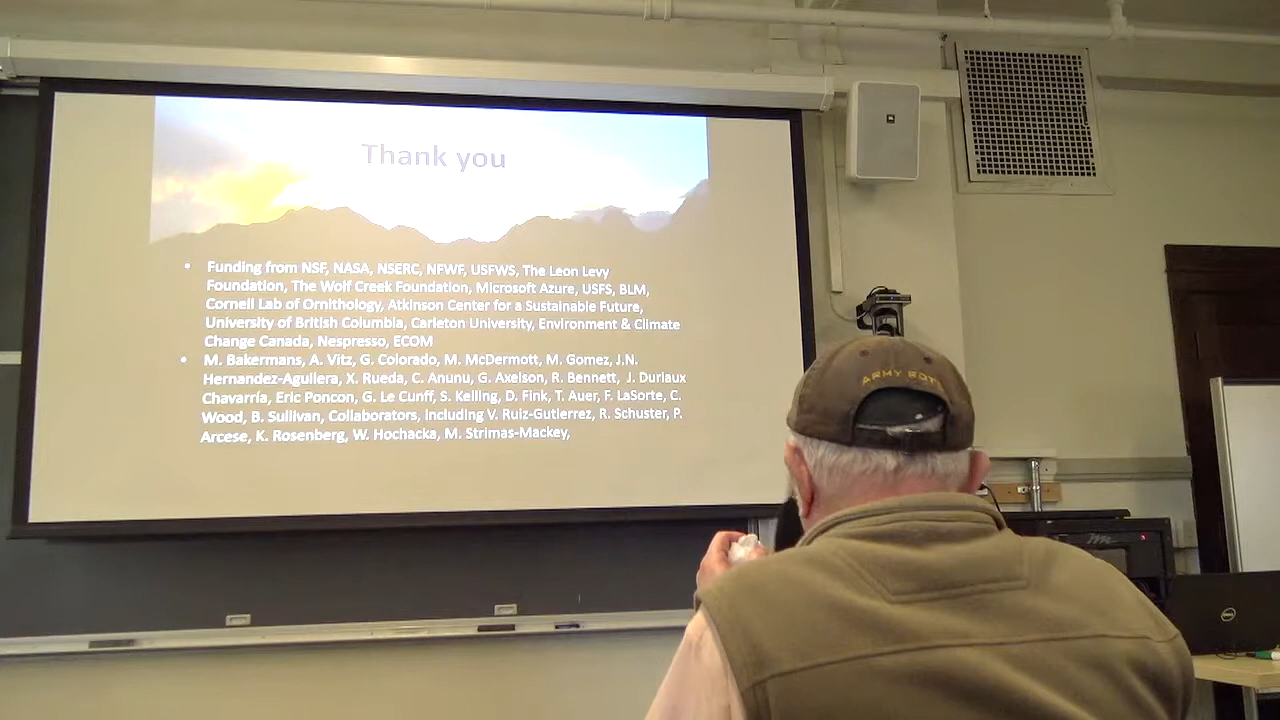 Thank you
• Funding from NSF, NASA, NSERC, NFWF, USFWS, The Leon Levy
Foundation, The Wolf Creek Foundation, Microsoft Azure, USFS, BLM,
Cornell Lab of Ornithology, Atkinson Center for a Sustainable Future,
University of British Columbia, Carleton University, Environment & Climate
Change Canada, Nespresso, ECOM
• M. Bakermans, A. Vitz, G. Colorado, M. McDermott, M. Gomez, J.N.
Hernandez-Aguilera, X. Rueda, C. Anunu, G. Axelson, R. Bennett, J. Duriaux
Chavarría, Eric Poncon, G. Le Cunff, S. Kelling, D. Fink, T. Auer, F. LaSorte, C.
Wood, B. Sullivan, Collaborators, including V. Ruiz-Gutierrez, R. Schuster, P.
Arcese, K. Rosenberg, W. Hochacka, M. Strimas-Mackey,
JBL
ARMY ROTC
DELL